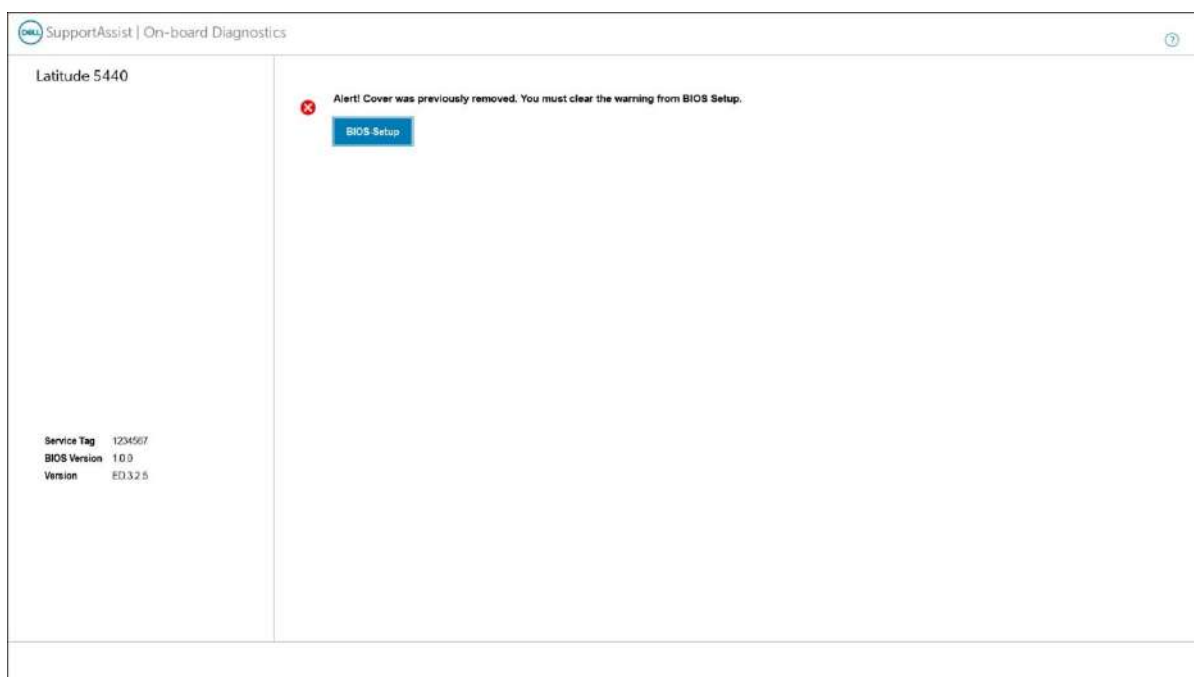 DELL SupportAssist | On-board Diagnostics
?
Latitude 5440
Alert! Cover was previously removed. You must clear the warning from BIOS Setup.
BIOS-Setup
Service Tag 1234567
BIOS Version 1.0.0
Version ED.3.2.5